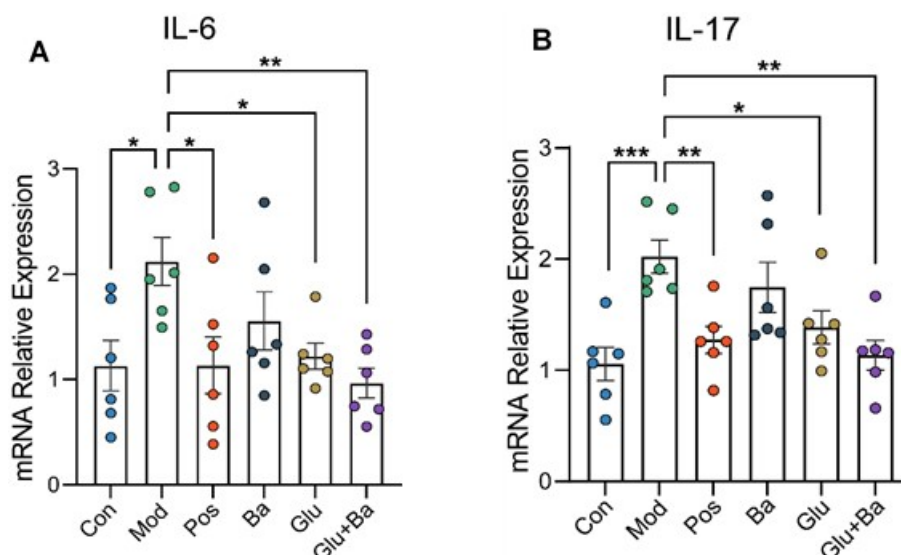 A
IL-6
**
*
*
*
mRNA Relative Expression
3
2
1
0
Con
Mod
Pos
Ba
Glu
Glu+Ba
B
IL-17
**
*
***
**
mRNA Relative Expression
3
2
1
0
Con
Mod
Pos
Ba
Glu
Glu+Ba